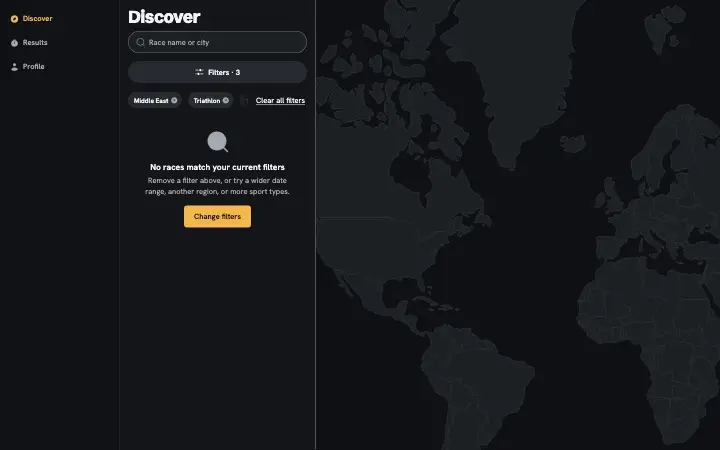 Discover
Results
Profile
Discover
Race name or city
Filters · 3
Middle East
Triathlon
Clear all filters
No races match your current filters
Remove a filter above, or try a wider date
range, another region, or more sport types.
Change filters